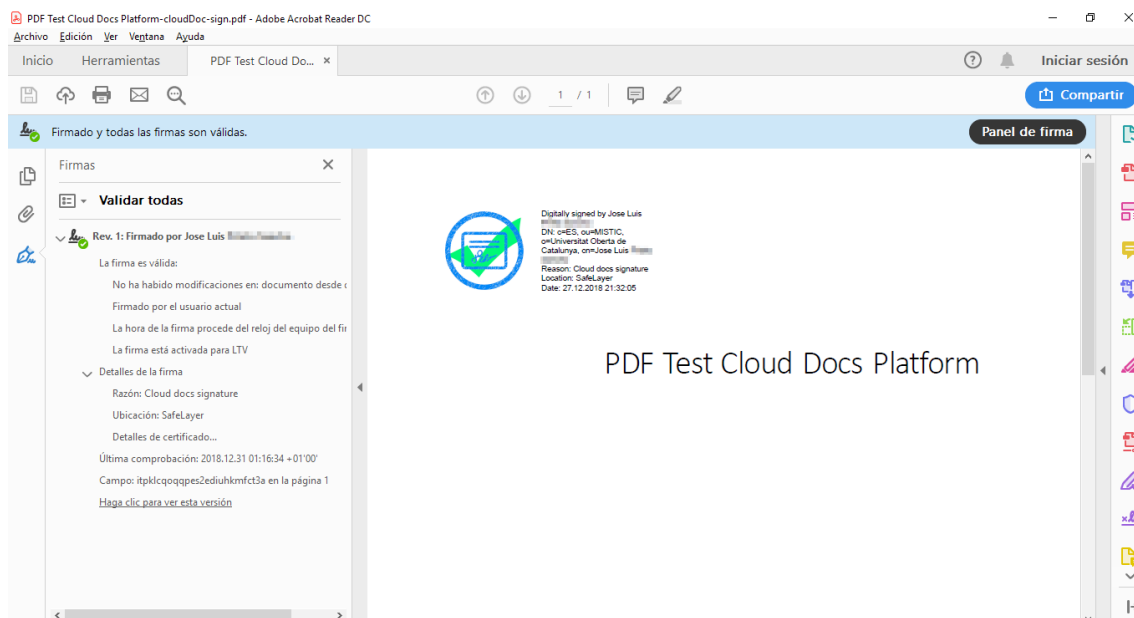 PDF Test Cloud Docs Platform-cloudDoc-sign.pdf - Adobe Acrobat Reader DC
Archivo Edición Ver Ventana Ayuda
Inicio Herramientas PDF Test Cloud Do... × Iniciar sesión
1 / 1 Compartir
Firmado y todas las firmas son válidas. Panel de firma
Firmas
Validar todas
Rev. 1: Firmado por Jose Luis
La firma es válida:
No ha habido modificaciones en: documento desde
Firmado por el usuario actual
La hora de la firma procede del reloj del equipo del
La firma está activada para LTV
Detalles de la firma
Razón: Cloud docs signature
Ubicación: SafeLayer
Detalles de certificado...
Última comprobación: 2018.12.31 01:16:34 +01'00'
Campo: itpklcqoqqpes2ediuhkmfct3a en la página 1
Haga clic para ver esta versión
Digitally signed by Jose Luis
DN: c=ES, ou=MISTIC,
o=Universitat Oberta de
Catalunya, cn=Jose Luis
Reason: Cloud docs signature
Location: SafeLayer
Date: 27.12.2018 21:32:05
PDF Test Cloud Docs Platform